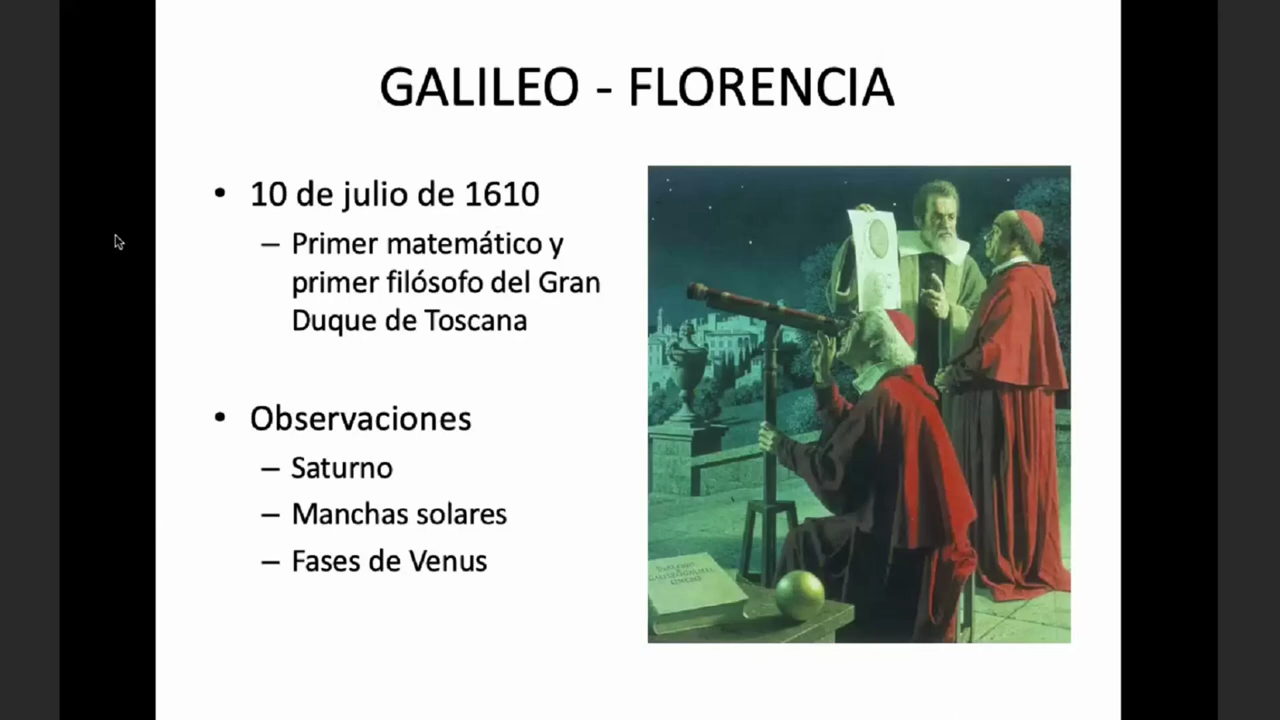 GALILEO - FLORENCIA
• 10 de julio de 1610
– Primer matemático y
primer filósofo del Gran
Duque de Toscana
• Observaciones
– Saturno
– Manchas solares
– Fases de Venus